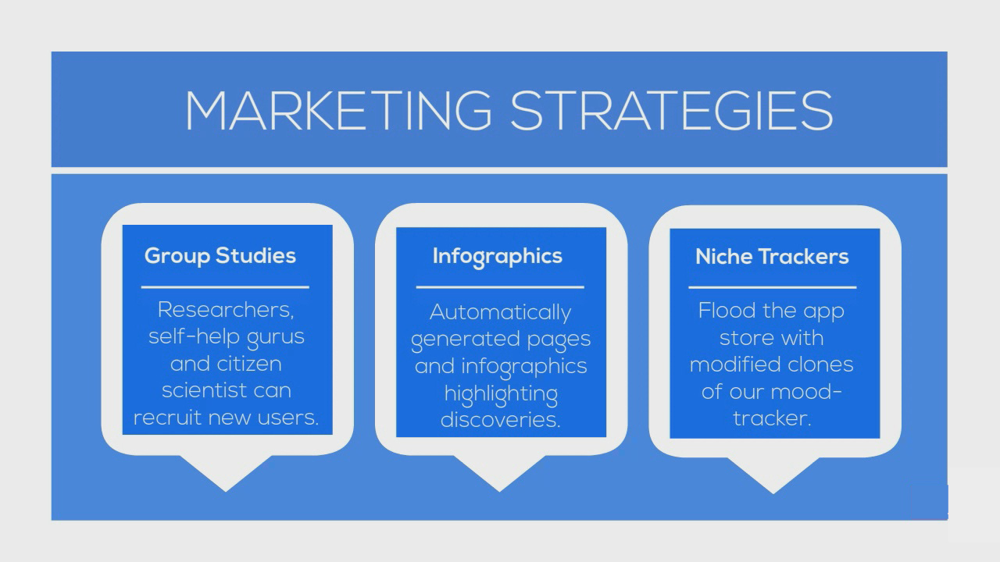 MARKETING STRATEGIES
Group Studies
Researchers,
self-help gurus
and citizen
scientist can
recruit new users.
Infographics
Automatically
generated pages
and infographics
highlighting
discoveries.
Niche Trackers
Flood the app
store with
modified clones
of our mood-
tracker.